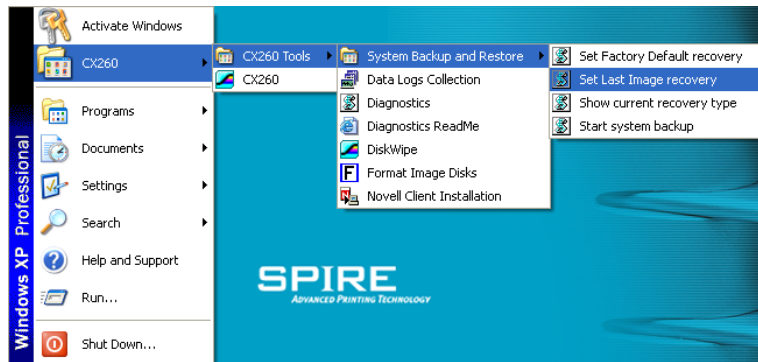 Activate Windows
CX260
Programs
Documents
Settings
Search
Help and Support
Run...
Shut Down...
Windows XP Professional
CX260 Tools
CX260
System Backup and Restore
Data Logs Collection
Diagnostics
Diagnostics ReadMe
DiskWipe
F Format Image Disks
Novell Client Installation
Set Factory Default recovery
Set Last Image recovery
Show current recovery type
Start system backup
SPIRE
ADVANCED PRINTING TECHNOLOGY